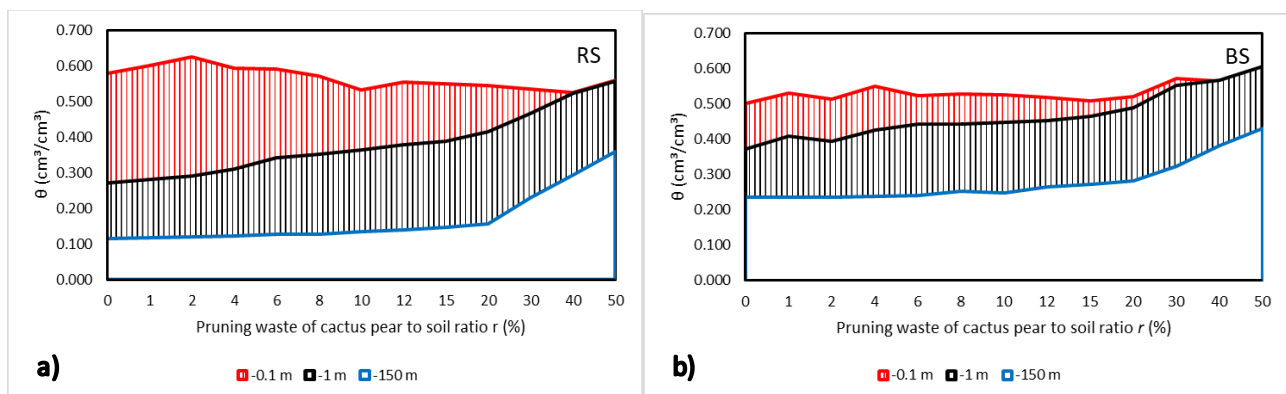 RS
θ (cm³/cm³)
0.700
0.600
0.500
0.400
0.300
0.200
0.100
0.000
0 1 2 4 6 8 10 12 15 20 30 40 50
Pruning waste of cactus pear to soil ratio r (%)
-0.1 m -1 m -150 m
a)
BS
θ (cm³/cm³)
0.700
0.600
0.500
0.400
0.300
0.200
0.100
0.000
0 1 2 4 6 8 10 12 15 20 30 40 50
Pruning waste of cactus pear to soil ratio r (%)
-0.1 m -1 m -150 m
b)